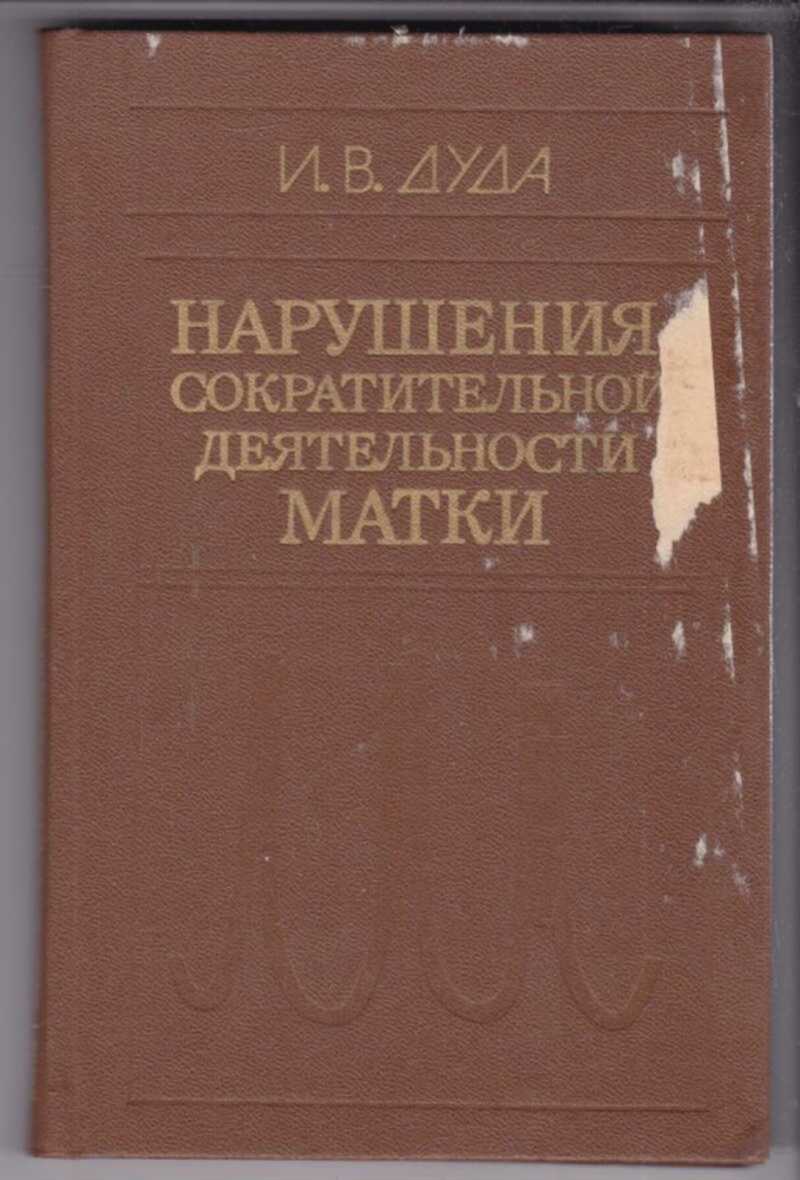 И. В. ДУДА
НАРУШЕНИЯ
СОКРАТИТЕЛЬНОЙ
ДЕЯТЕЛЬНОСТИ
МАТКИ